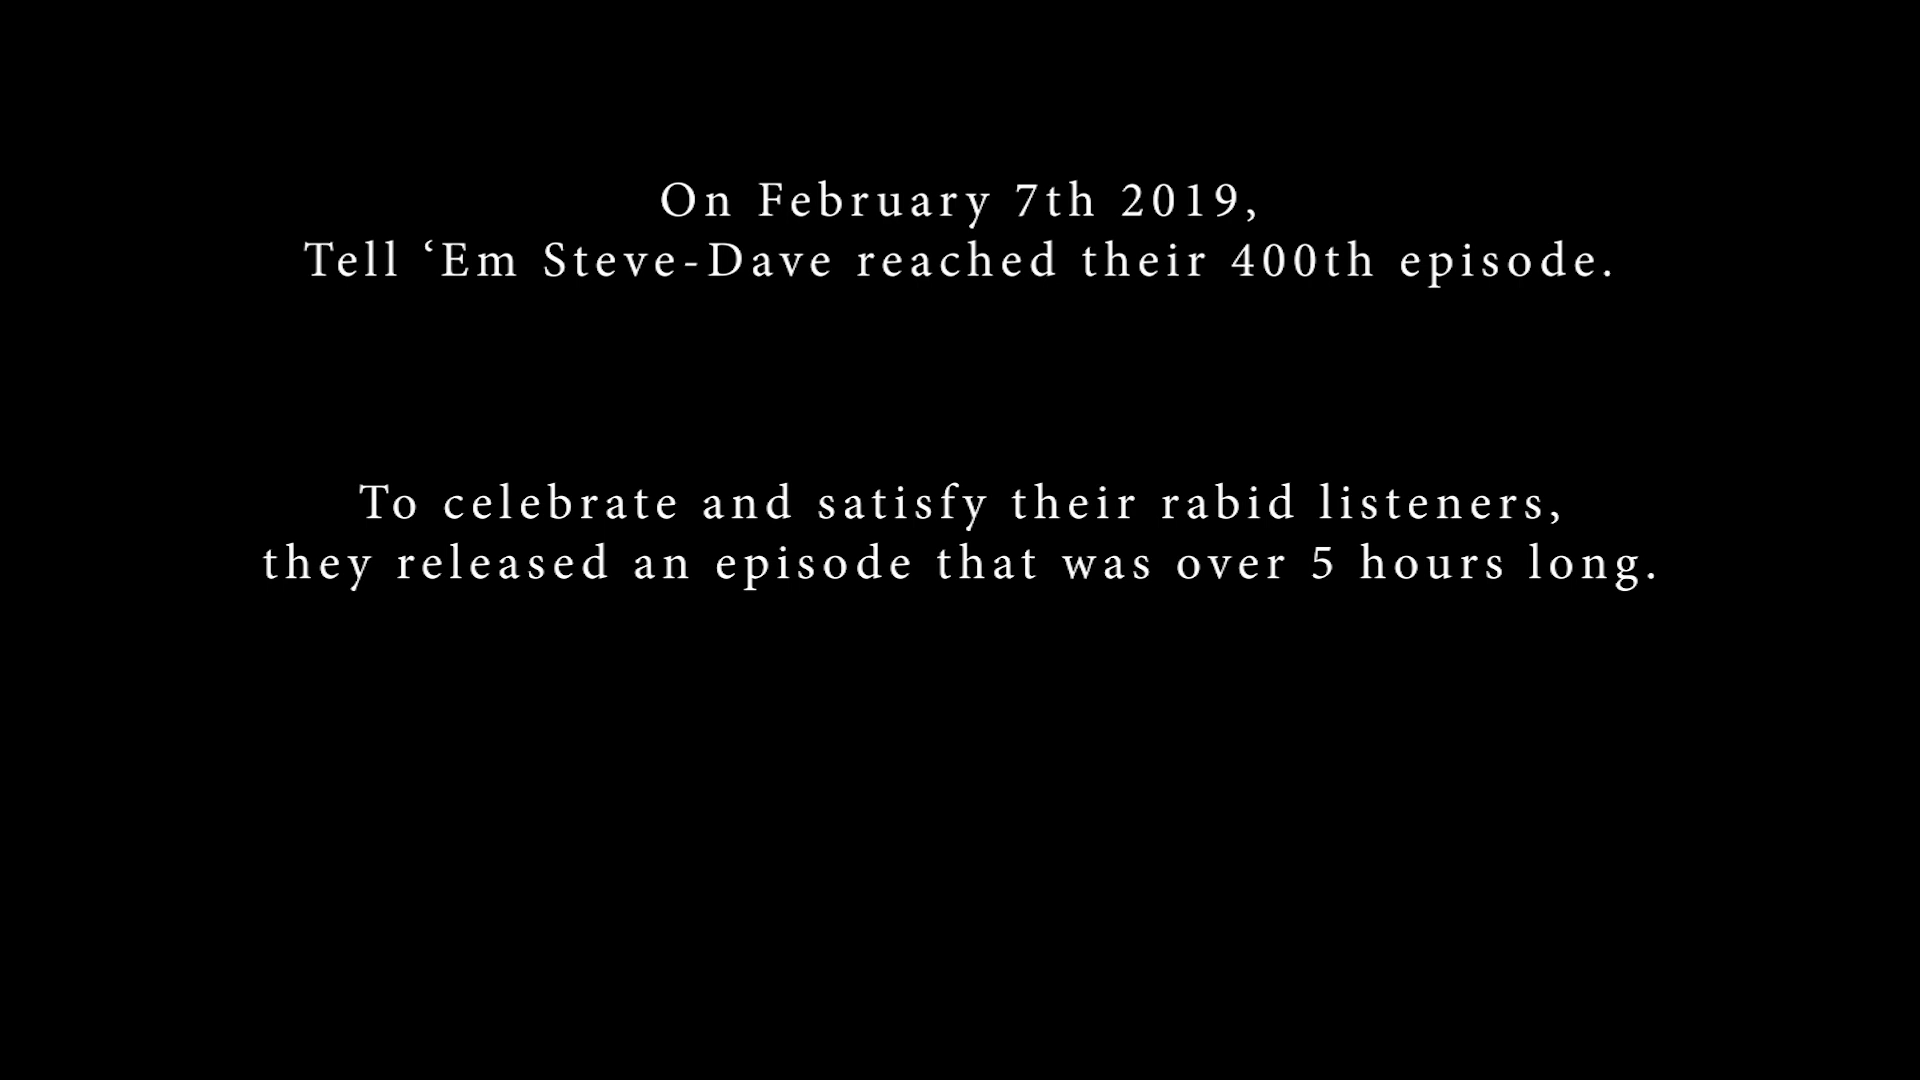 On February 7th 2019,
Tell ‘Em Steve-Dave reached their 400th episode.
To celebrate and satisfy their rabid listeners,
they released an episode that was over 5 hours long.